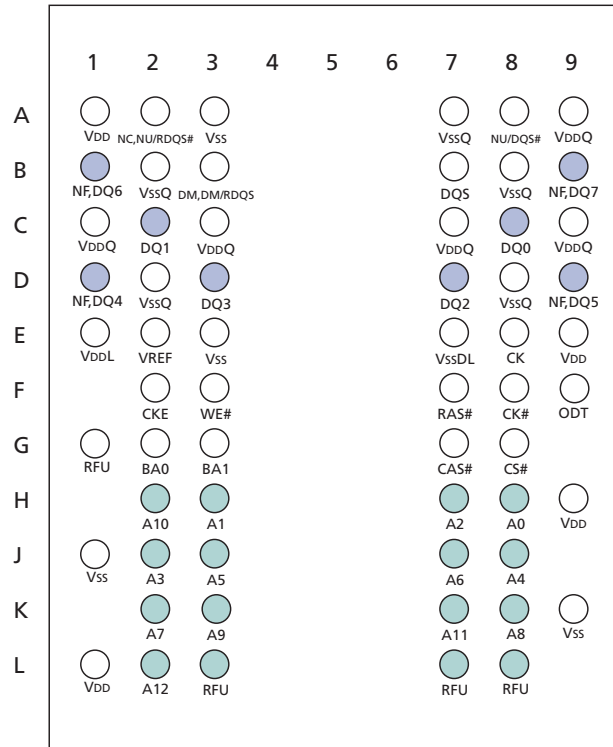 1 2 3 4 5 6 7 8 9
A
VDD NC,NU/RDQS# VSS VSSQ NU/DQS# VDDQ
B
NF,DQ6 VSSQ DM,DM/RDQS DQS VSSQ NF,DQ7
C
VDDQ DQ1 VDDQ VDDQ DQ0 VDDQ
D
NF,DQ4 VSSQ DQ3 DQ2 VSSQ NF,DQ5
E
VDDL VREF VSS VSSDL CK VDD
F
CKE WE# RAS# CK# ODT
G
RFU BA0 BA1 CAS# CS#
H
A10 A1 A2 A0 VDD
J
VSS A3 A5 A6 A4
K
A7 A9 A11 A8 VSS
L
VDD A12 RFU RFU RFU